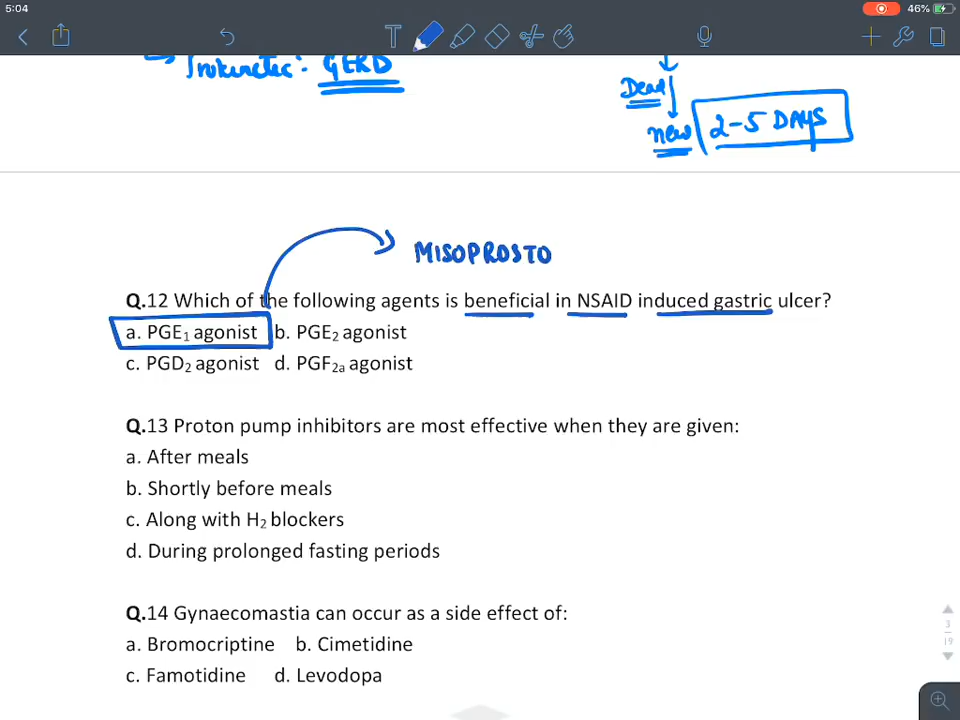 5:04
46%
T
→ Prokinetic: GERD
Dead
new 2-5 DAYS
MISOPROSTO
Q.12 Which of the following agents is beneficial in NSAID induced gastric ulcer?
a. PGE₁ agonist b. PGE₂ agonist
c. PGD₂ agonist d. PGF₂ₐ agonist
Q.13 Proton pump inhibitors are most effective when they are given:
a. After meals
b. Shortly before meals
c. Along with H₂ blockers
d. During prolonged fasting periods
Q.14 Gynaecomastia can occur as a side effect of:
a. Bromocriptine b. Cimetidine
c. Famotidine d. Levodopa
3
19